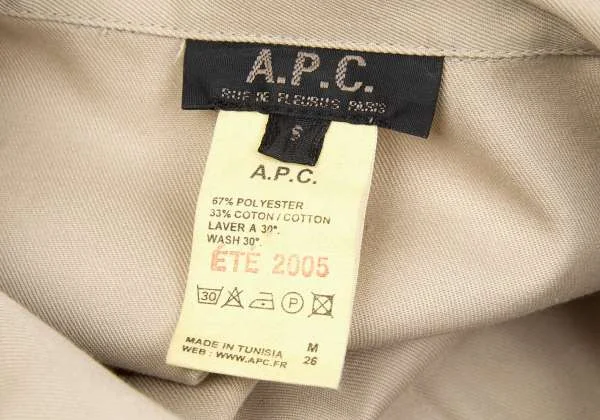 A.P.C.
RUE DE FLEURUS PARIS
S
A.P.C.
67% POLYESTER
33% COTON / COTTON
LAVER A 30°.
WASH 30°.
ÉTÉ 2005
30 P
MADE IN TUNISIA M
WEB : WWW.APC.FR 26